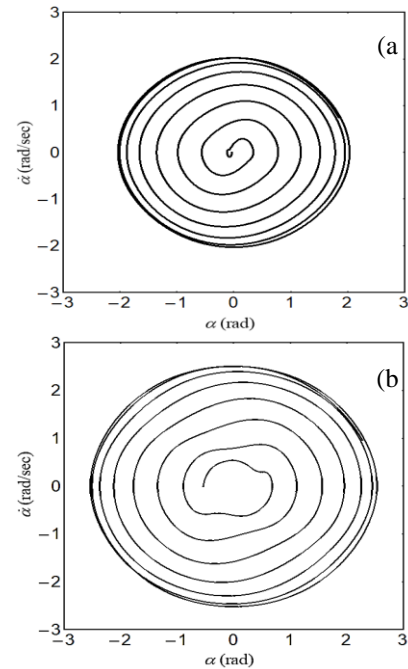 3
(a
2
1
0
−1
−2
−3
α̇ (rad/sec)
−3 −2 −1 0 1 2 3
α (rad)
3
(b
2
1
0
−1
−2
−3
α̇ (rad/sec)
−3 −2 −1 0 1 2 3
α (rad)